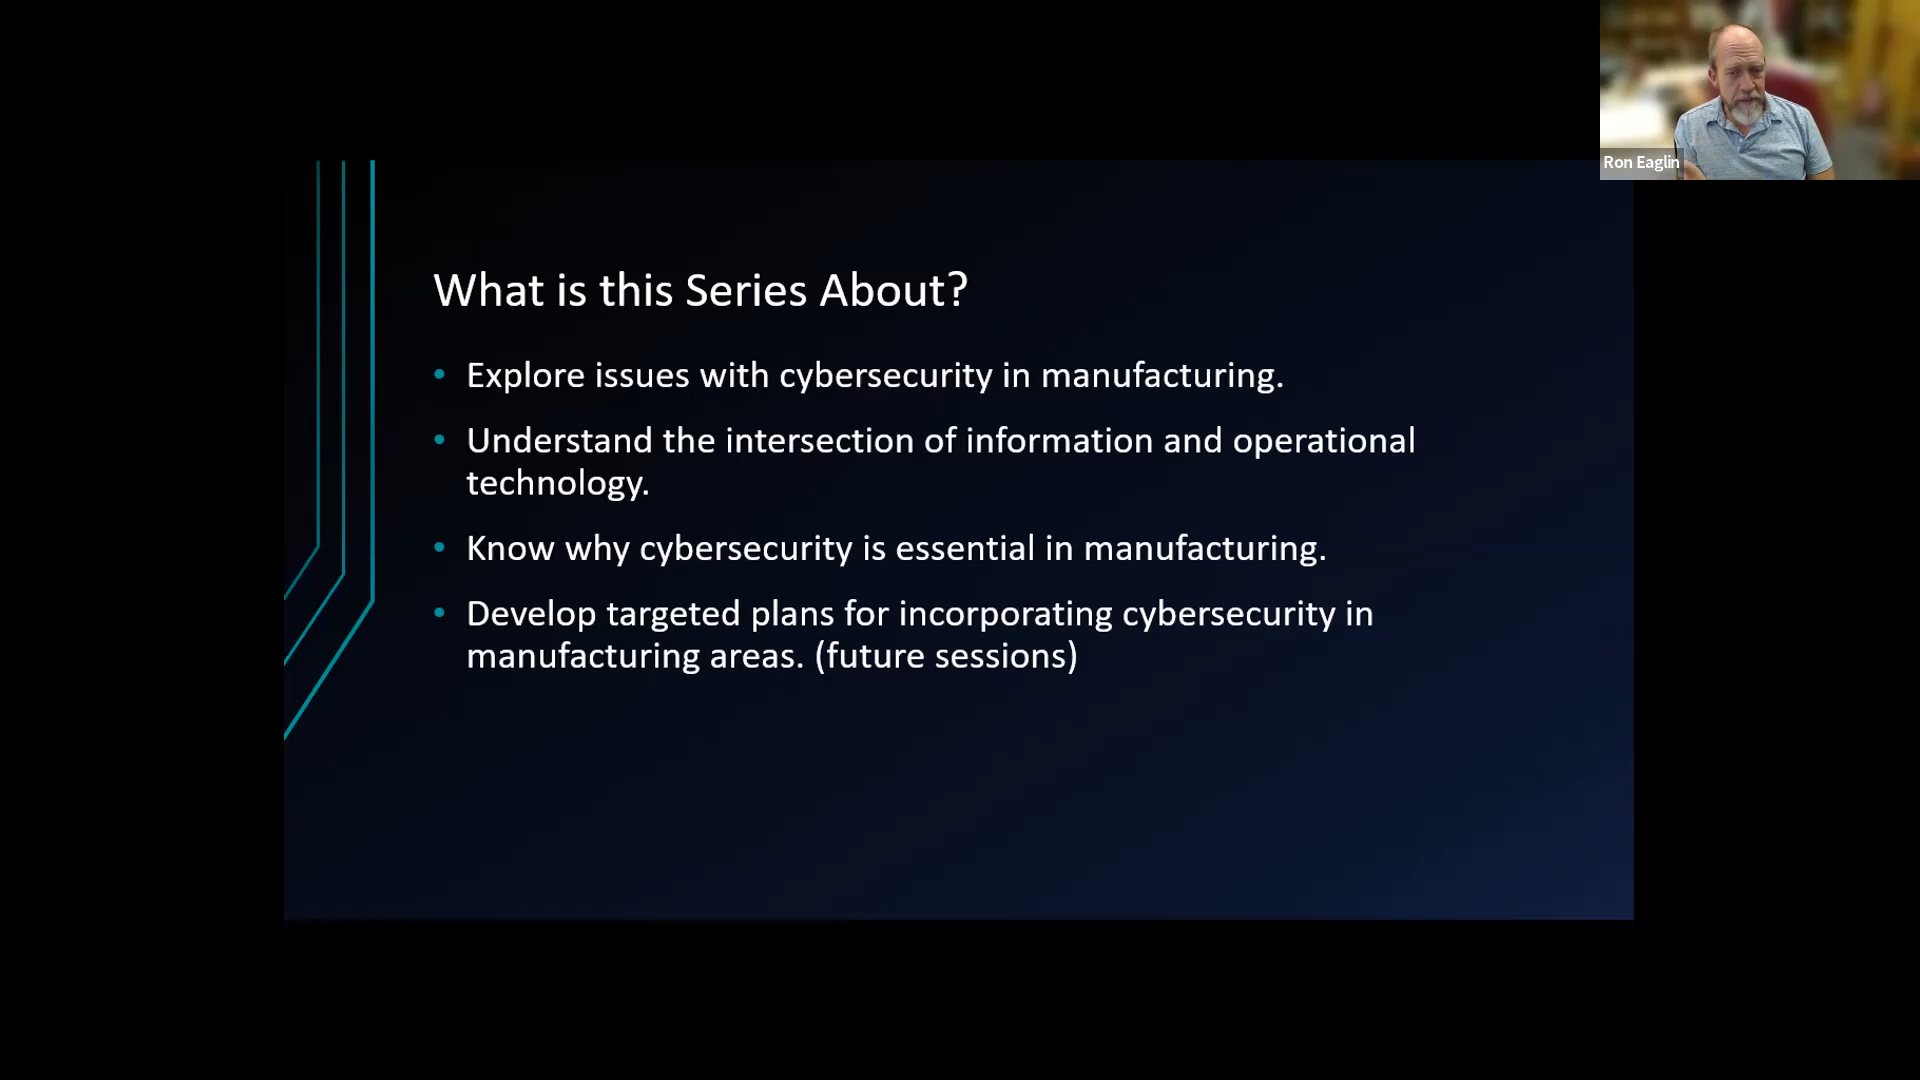 Ron Eaglin
What is this Series About?
• Explore issues with cybersecurity in manufacturing.
• Understand the intersection of information and operational
technology.
• Know why cybersecurity is essential in manufacturing.
• Develop targeted plans for incorporating cybersecurity in
manufacturing areas. (future sessions)